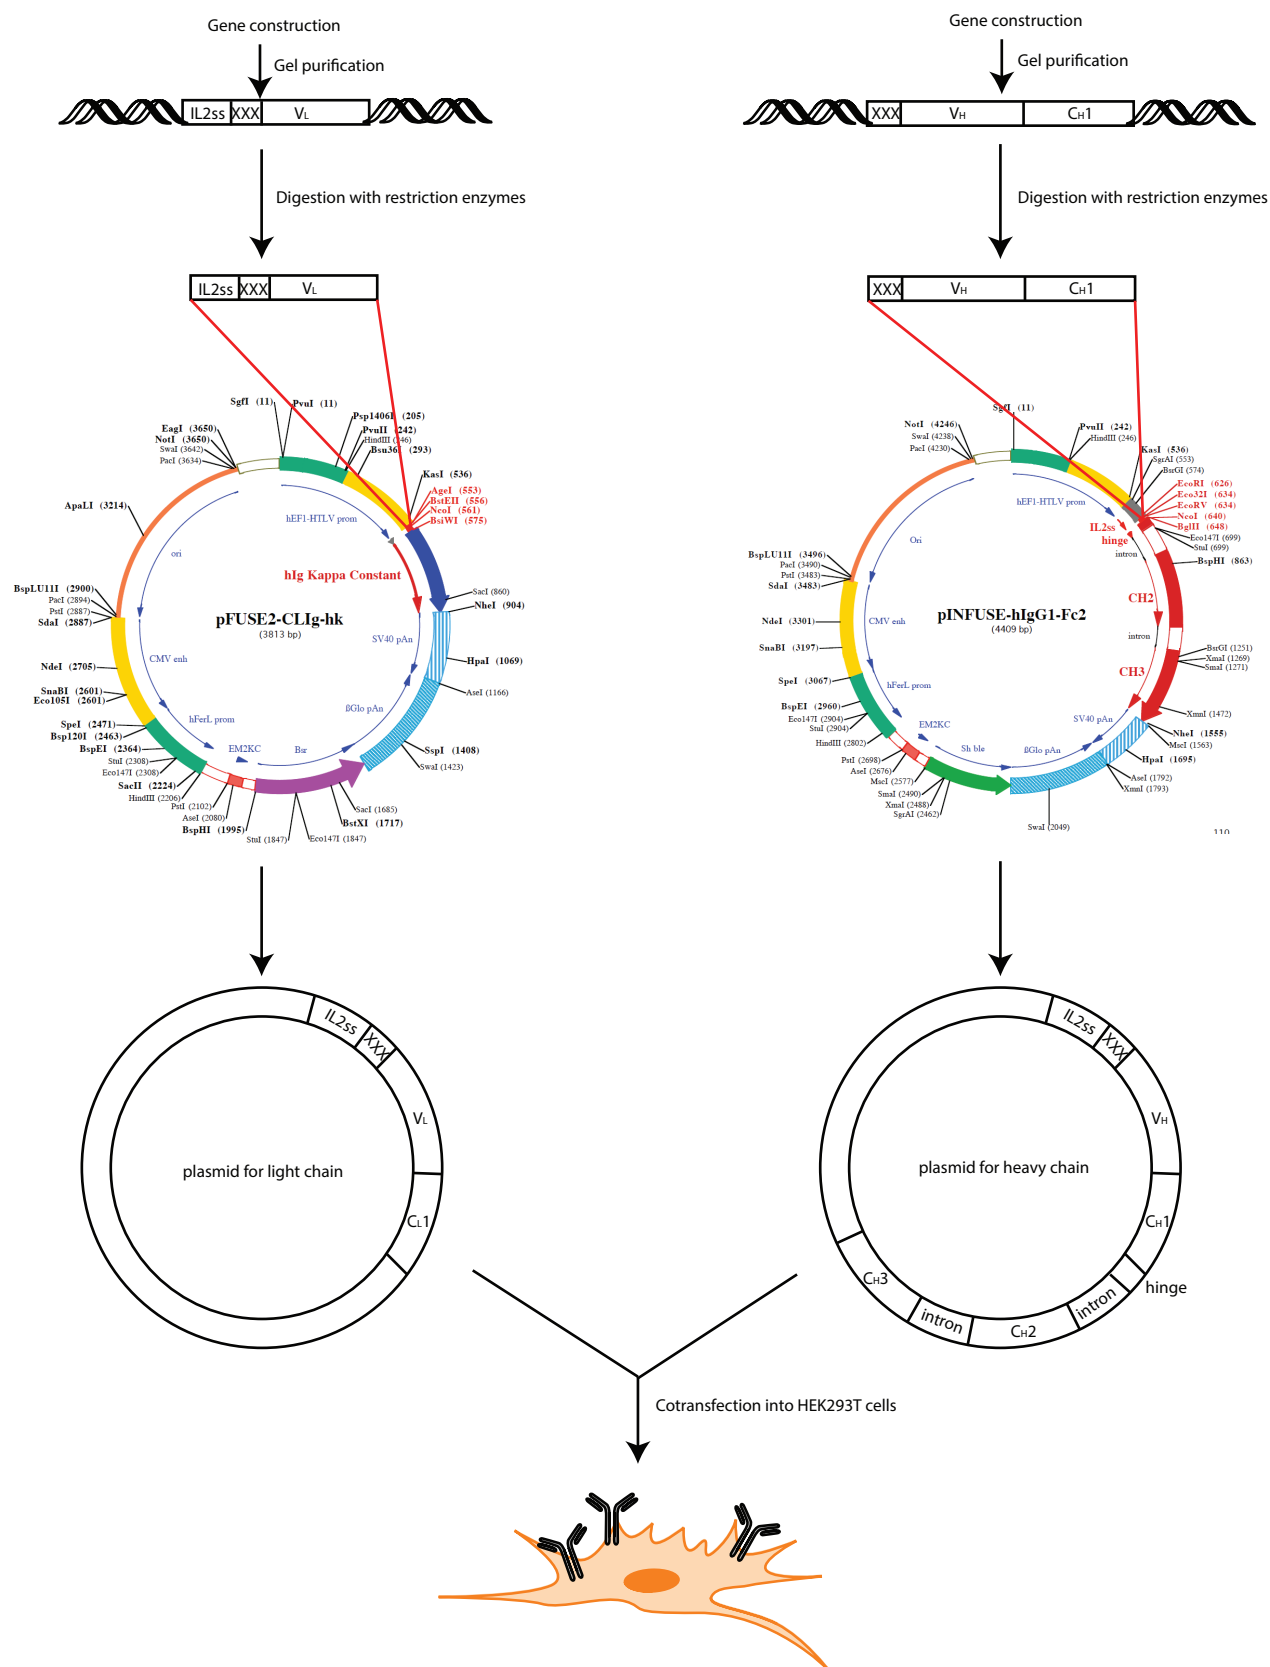 Gene construction
Gel purification
IL2ss XXX VL
Digestion with restriction enzymes
IL2ss XXX VL
SgfI (11)
PvuI (11)
Psp1406I (205)
PvuII (242)
HindIII (246)
Bsu36I (293)
EagI (3650)
NotI (3650)
SwaI (3642)
PacI (3634)
KasI (536)
AgeI (553)
BstEII (556)
NcoI (561)
BsiWI (575)
ApaLI (3214)
hEF1-HTLV prom
ori
hIg Kappa Constant
BspLU11I (2900)
PacI (2894)
PstI (2887)
SdaI (2887)
SacI (860)
NheI (904)
pFUSE2-CLIg-hk
(3813 bp)
SV40 pAn
CMV enh
NdeI (2705)
HpaI (1069)
SnaBI (2601)
Eco105I (2601)
AseI (1166)
SpeI (2471)
Bsp120I (2463)
BspEI (2364)
StuI (2308)
Eco147I (2308)
SacII (2224)
HindIII (2206)
PstI (2102)
AseI (2080)
BspHI (1995)
hFerL prom
EM2KC
Bsr
ßGlo pAn
SspI (1408)
SwaI (1423)
SacI (1685)
BstXI (1717)
StuI (1847)
Eco147I (1847)
IL2ss
XXX
VL
CL1
plasmid for light chain
Gene construction
Gel purification
XXX VH CH1
Digestion with restriction enzymes
XXX VH CH1
SgfI (11)
NotI (4246)
SwaI (4238)
PacI (4230)
PvuII (242)
HindIII (246)
KasI (536)
SgrAI (553)
BsrGI (574)
EcoRI (626)
Eco32I (634)
EcoRV (634)
NcoI (640)
BglII (648)
Eco147I (699)
StuI (699)
BspHI (863)
hEF1-HTLV prom
IL2ss
hinge
intron
Ori
BspLU11I (3496)
PacI (3490)
PstI (3483)
SdaI (3483)
CH2
pINFUSE-hIgG1-Fc2
(4409 bp)
CMV enh
NdeI (3301)
SnaBI (3197)
intron
BsrGI (1251)
XmaI (1269)
SmaI (1271)
CH3
SpeI (3067)
hFerL prom
BspEI (2960)
Eco147I (2904)
StuI (2904)
HindIII (2802)
SV40 pAn
XmnI (1472)
NheI (1555)
MscI (1563)
HpaI (1695)
EM2KC
Sh ble
ßGlo pAn
PstI (2698)
AseI (2676)
MscI (2577)
SmaI (2490)
XmaI (2488)
SgrAI (2462)
AseI (1792)
XmnI (1793)
SwaI (2049)
110
IL2ss
XXX
VH
CH1
hinge
intron
CH2
intron
CH3
plasmid for heavy chain
Cotransfection into HEK293T cells